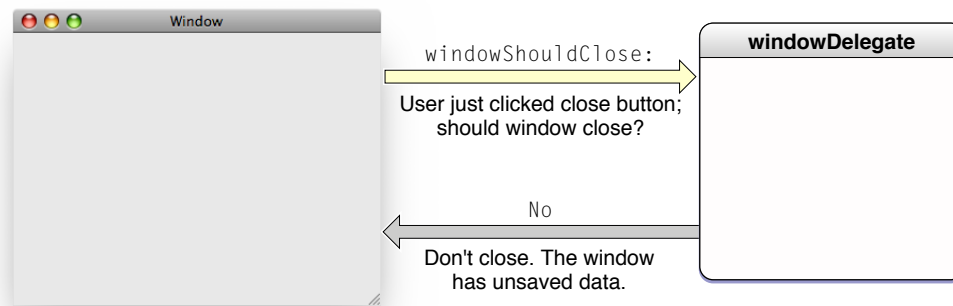 Window
windowDelegate
windowShouldClose:
User just clicked close button;
should window close?
No
Don't close. The window
has unsaved data.